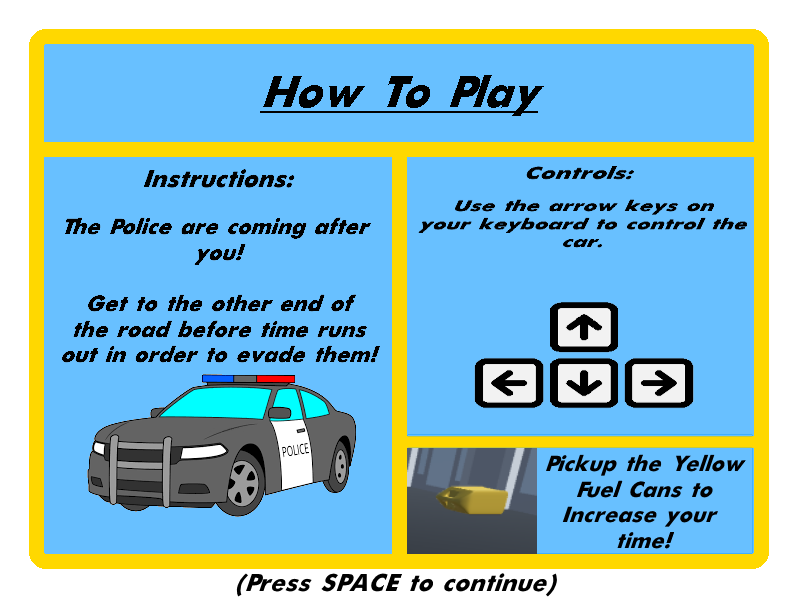 How To Play
Instructions:
The Police are coming after
you!
Get to the other end of
the road before time runs
out in order to evade them!
POLICE
Controls:
Use the arrow keys on
your keyboard to control the
car.
Pickup the Yellow
Fuel Cans to
Increase your
time!
(Press SPACE to continue)